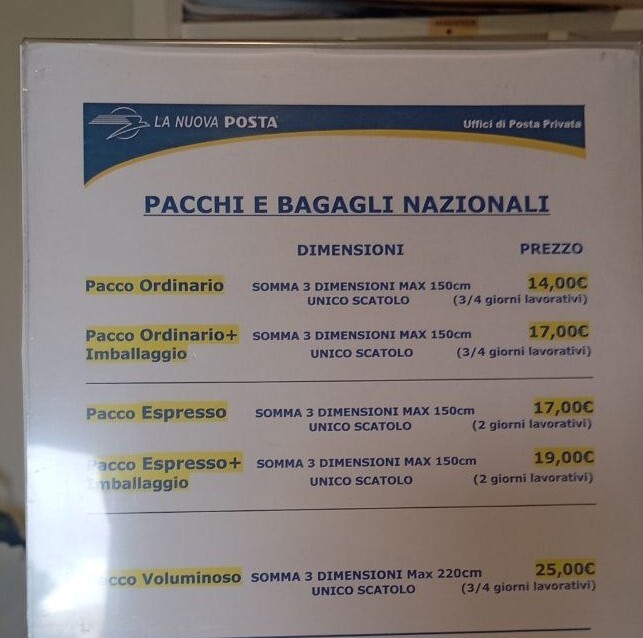 LA NUOVA POSTA Uffici di Posta Privata
PACCHI E BAGAGLI NAZIONALI
DIMENSIONI PREZZO
Pacco Ordinario SOMMA 3 DIMENSIONI MAX 150cm 14,00€
UNICO SCATOLO (3/4 giorni lavorativi)
Pacco Ordinario+ SOMMA 3 DIMENSIONI MAX 150cm 17,00€
Imballaggio UNICO SCATOLO (3/4 giorni lavorativi)
Pacco Espresso SOMMA 3 DIMENSIONI MAX 150cm 17,00€
UNICO SCATOLO (2 giorni lavorativi)
Pacco Espresso+ SOMMA 3 DIMENSIONI MAX 150cm 19,00€
Imballaggio UNICO SCATOLO (2 giorni lavorativi)
Pacco Voluminoso SOMMA 3 DIMENSIONI Max 220cm 25,00€
UNICO SCATOLO (3/4 giorni lavorativi)